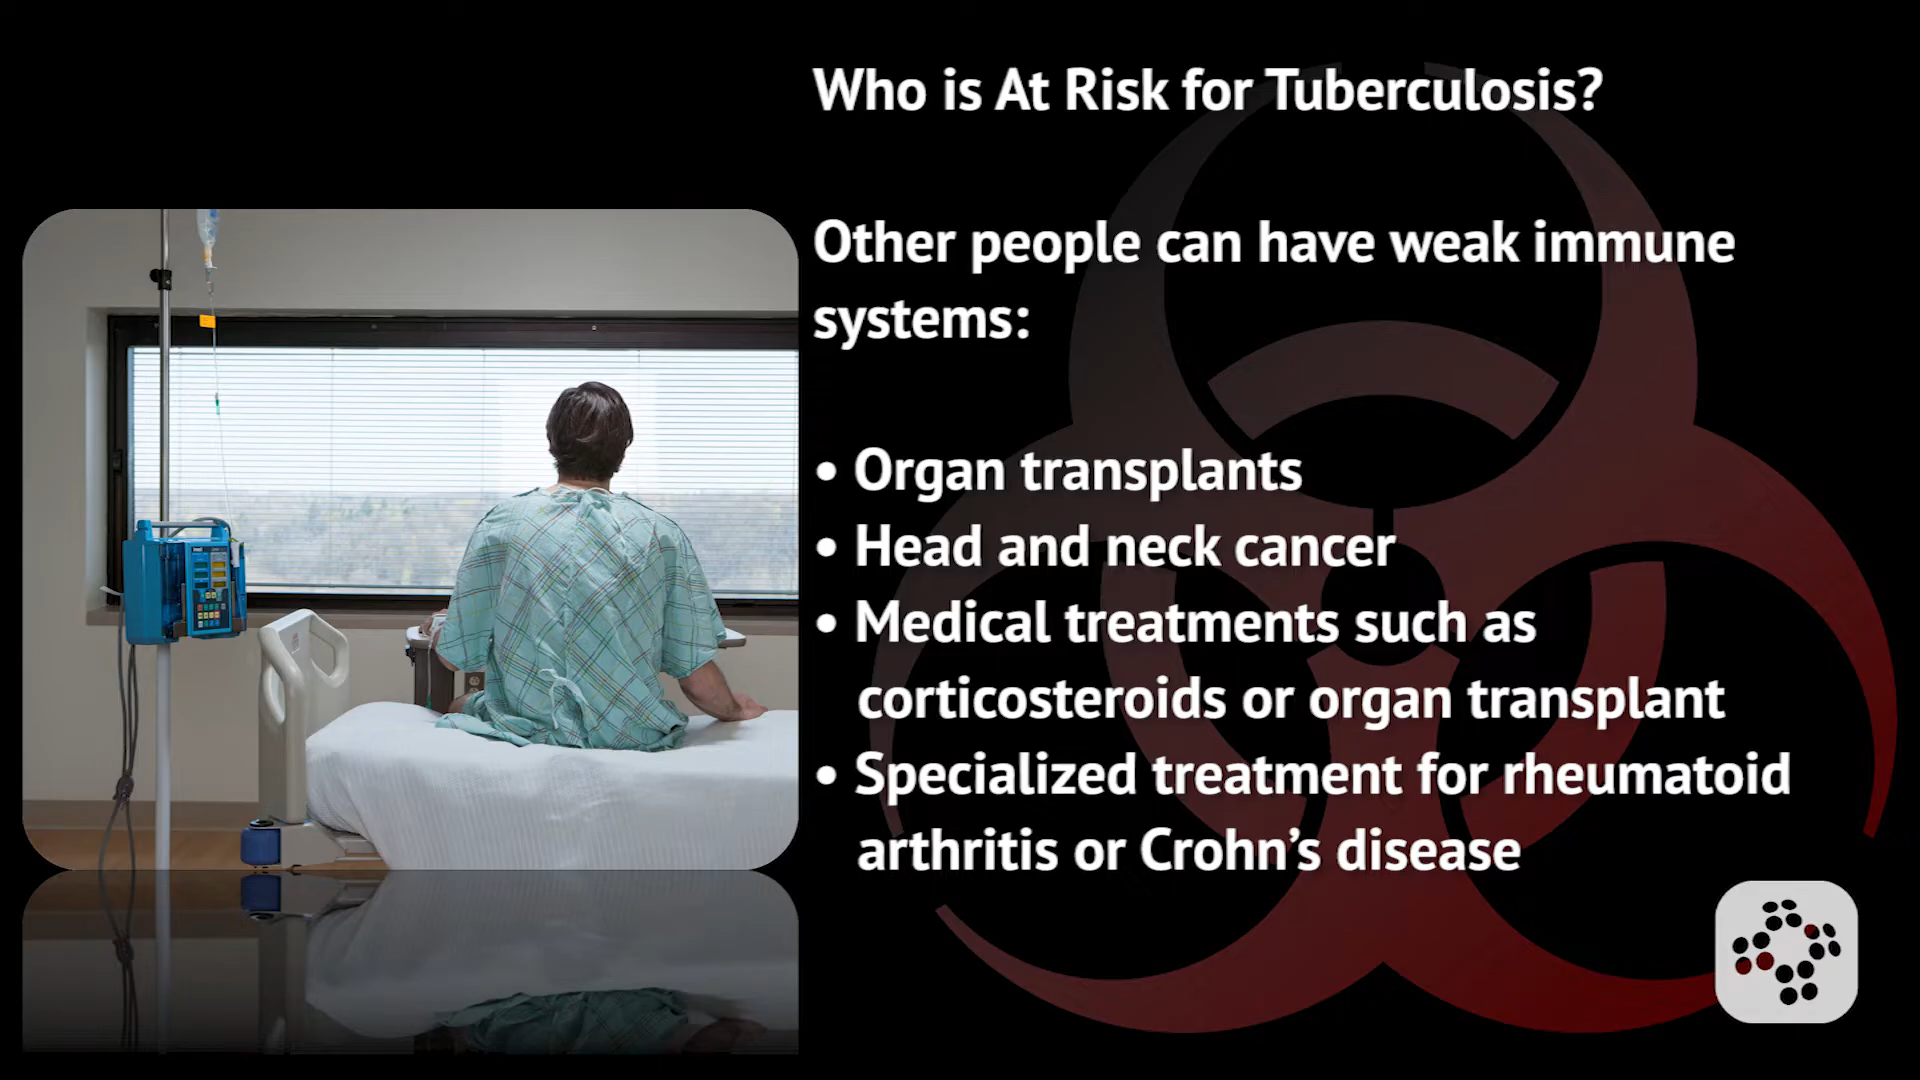 Who is At Risk for Tuberculosis?
Other people can have weak immune
systems:
• Organ transplants
• Head and neck cancer
• Medical treatments such as
corticosteroids or organ transplant
• Specialized treatment for rheumatoid
arthritis or Crohn’s disease